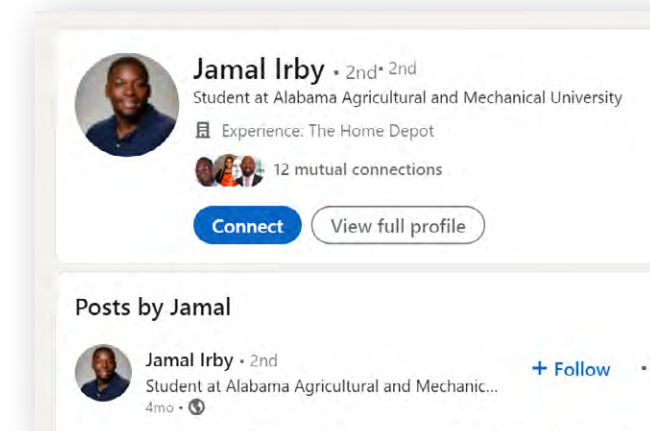 Jamal Irby • 2nd• 2nd
Student at Alabama Agricultural and Mechanical University
Experience: The Home Depot
12 mutual connections
Connect View full profile
Posts by Jamal
Jamal Irby • 2nd
+ Follow
Student at Alabama Agricultural and Mechanic...
4mo •